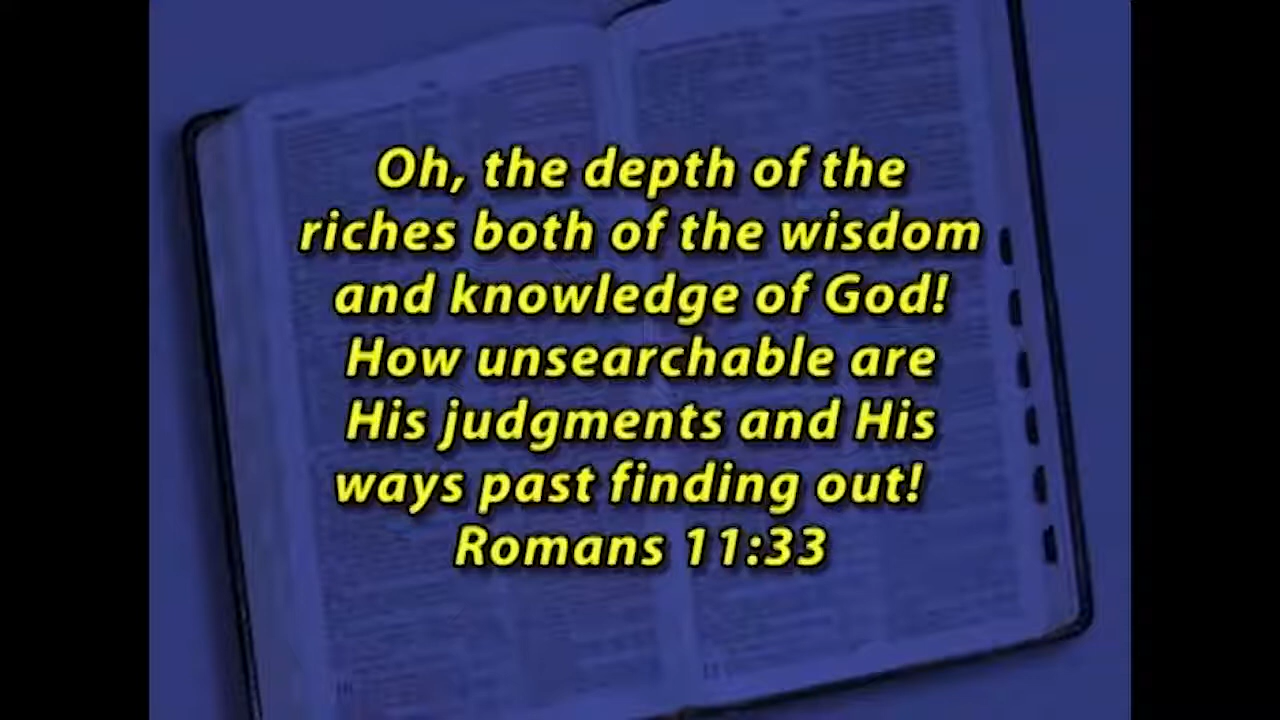 Oh, the depth of the
riches both of the wisdom
and knowledge of God!
How unsearchable are
His judgments and His
ways past finding out!
Romans 11:33